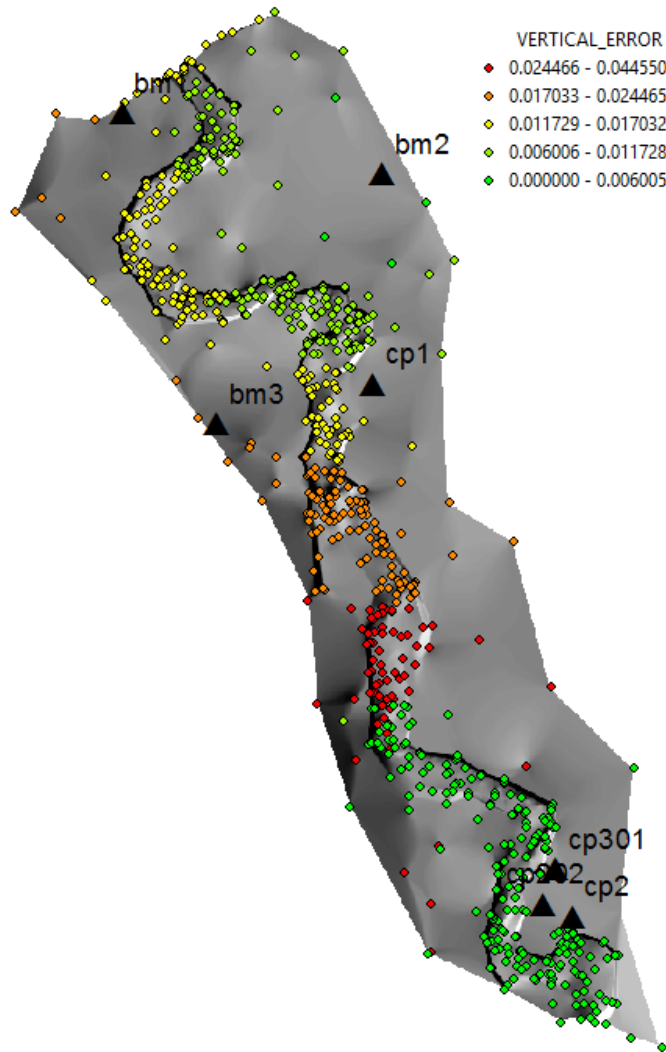 VERTICAL_ERROR
0.024466 - 0.044550
0.017033 - 0.024465
0.011729 - 0.017032
0.006006 - 0.011728
0.000000 - 0.006005
bm1
bm2
cp1
bm3
cp301
cp2